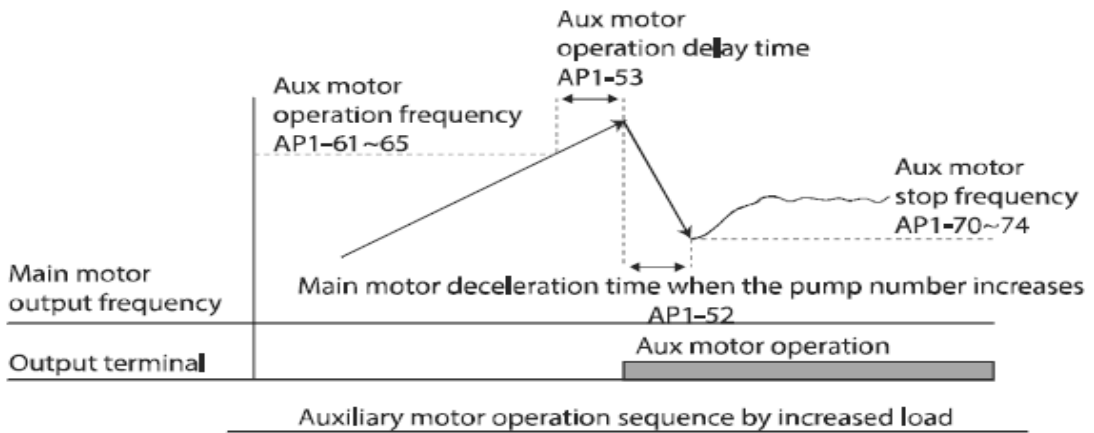 Aux motor
operation delay time
AP1-53
Aux motor
operation frequency
AP1-61~65
Aux motor
stop frequency
AP1-70~74
Main motor
output frequency
Main motor deceleration time when the pump number increases
AP1-52
Output terminal
Aux motor operation
Auxiliary motor operation sequence by increased load